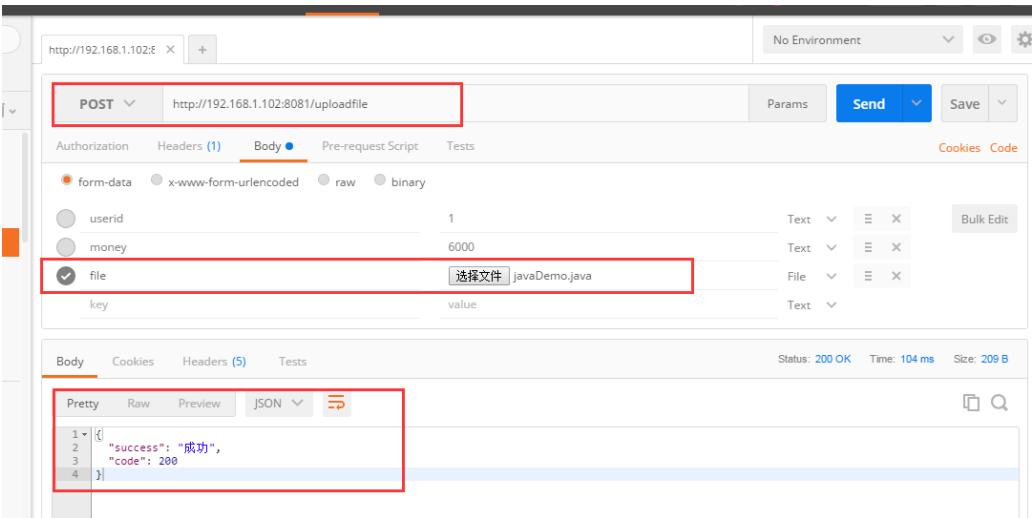 No Environment
http://192.168.1.102:8
POST http://192.168.1.102:8081/uploadfile Params Send Save
Authorization Headers (1) Body Pre-request Script Tests Cookies Code
form-data x-www-form-urlencoded raw binary
userid 1 Text Bulk Edit
money 6000 Text
file 选择文件 javaDemo.java File
key value Text
Body Cookies Headers (5) Tests Status: 200 OK Time: 104 ms Size: 209 B
Pretty Raw Preview JSON
1 {
2 "success": "成功",
3 "code": 200
4 }